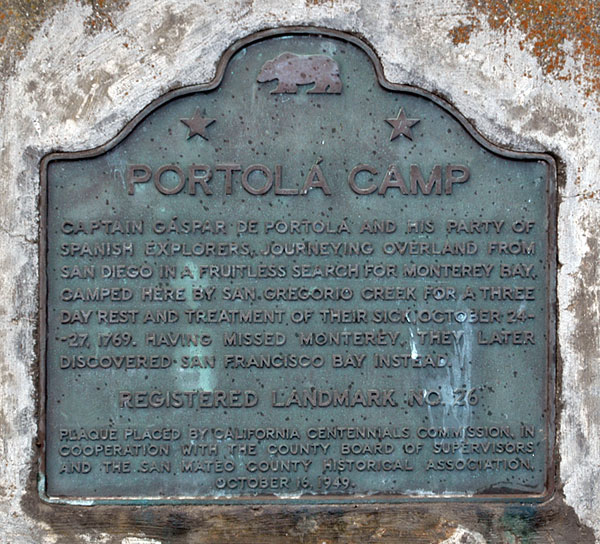 PORTOLÁ CAMP
CAPTAIN GASPAR DE PORTOLÁ AND HIS PARTY OF
SPANISH EXPLORERS, JOURNEYING OVERLAND FROM
SAN DIEGO IN A FRUITLESS SEARCH FOR MONTEREY BAY,
CAMPED HERE BY SAN GREGORIO CREEK FOR A THREE
DAY REST AND TREATMENT OF THEIR SICK, OCTOBER 24-
-27, 1769. HAVING MISSED MONTEREY, THEY LATER
DISCOVERED SAN FRANCISCO BAY INSTEAD.
REGISTERED LANDMARK NO. 26
PLAQUE PLACED BY CALIFORNIA CENTENNIALS COMMISSION, IN
COOPERATION WITH THE COUNTY BOARD OF SUPERVISORS
AND THE SAN MATEO COUNTY HISTORICAL ASSOCIATION,
OCTOBER 16, 1949.